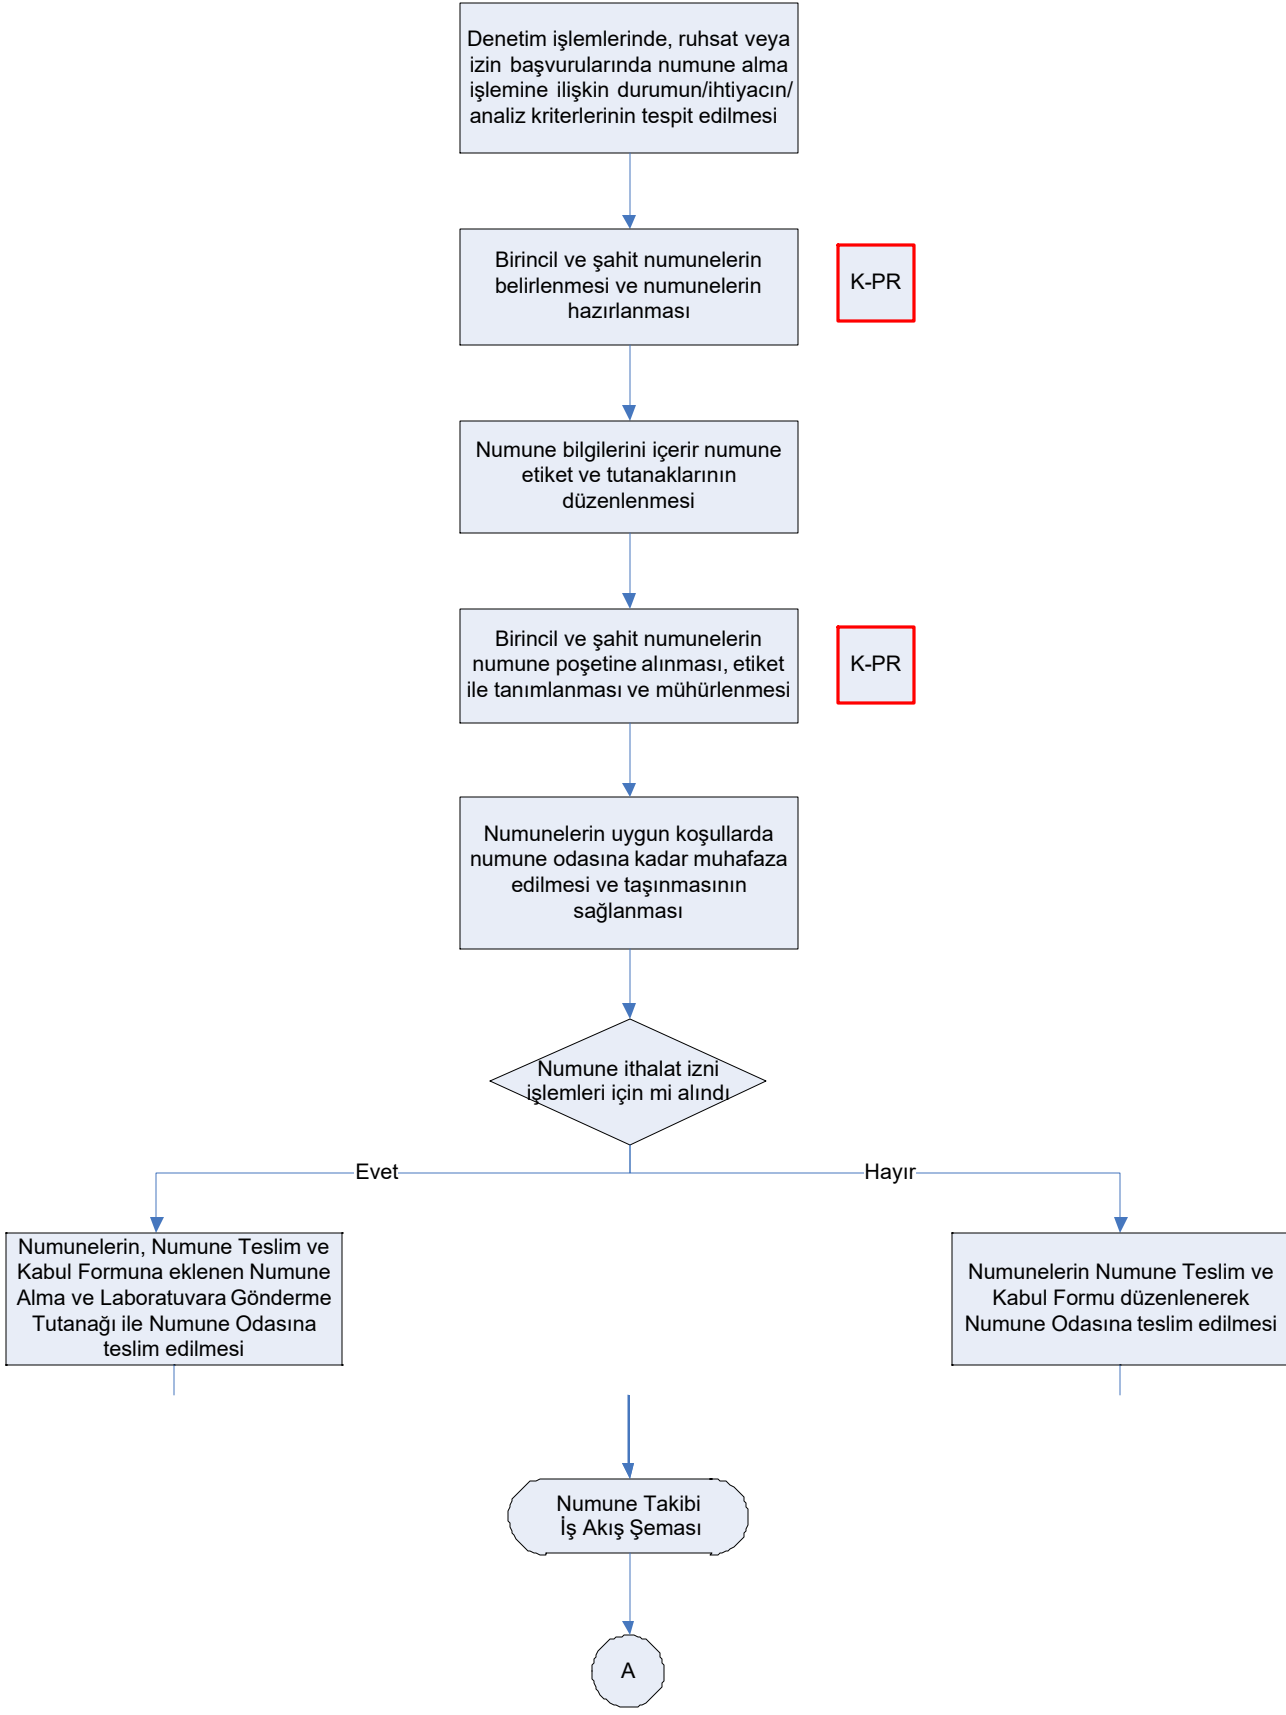 Denetim işlemlerinde, ruhsat veya
izin başvurularında numune alma
işlemine ilişkin durumun/ihtiyacın/
analiz kriterlerinin tespit edilmesi
Birincil ve şahit numunelerin
belirlenmesi ve numunelerin
hazırlanması
K-PR
Numune bilgilerini içerir numune
etiket ve tutanaklarının
düzenlenmesi
Birincil ve şahit numunelerin
numune poşetine alınması, etiket
ile tanımlanması ve mühürlenmesi
K-PR
Numunelerin uygun koşullarda
numune odasına kadar muhafaza
edilmesi ve taşınmasının
sağlanması
Numune ithalat izni
işlemleri için mi alındı
Evet
Hayır
Numunelerin, Numune Teslim ve
Kabul Formuna eklenen Numune
Alma ve Laboratuvara Gönderme
Tutanağı ile Numune Odasına
teslim edilmesi
Numunelerin Numune Teslim ve
Kabul Formu düzenlenerek
Numune Odasına teslim edilmesi
Numune Takibi
İş Akış Şeması
A